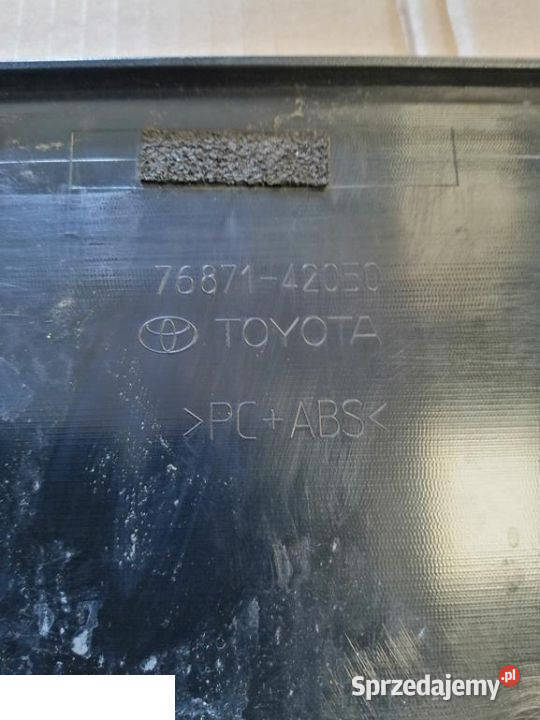 76871-42050
TOYOTA
>PC+ABS<
Sprzedajemy.pl